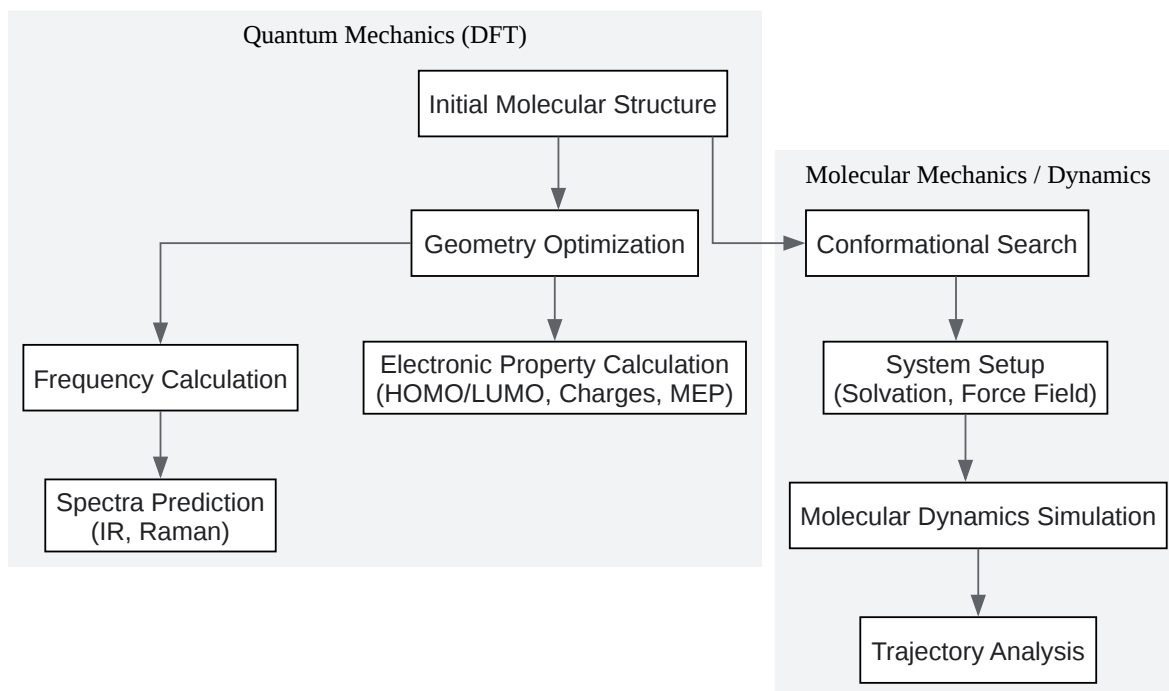 Quantum Mechanics (DFT)
Initial Molecular Structure
Geometry Optimization
Frequency Calculation
Electronic Property Calculation
(HOMO/LUMO, Charges, MEP)
Spectra Prediction
(IR, Raman)
Molecular Mechanics / Dynamics
Conformational Search
System Setup
(Solvation, Force Field)
Molecular Dynamics Simulation
Trajectory Analysis